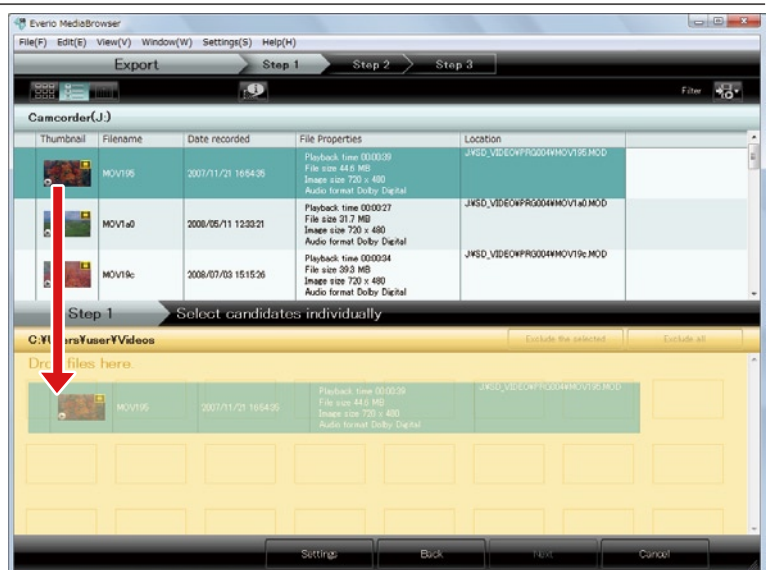 Everio MediaBrowser
File(F) Edit(E) View(V) Window(W) Settings(S) Help(H)
Export Step 1 Step 2 Step 3
Filter
Camcorder(J:)
Thumbnail Filename Date recorded File Properties Location
MOV195 2007/11/21 16:54:35
Playback time 00:00:39
File size 44.6 MB
Image size 720 x 480
Audio format Dolby Digital
J:¥SD_VIDEO¥PRG004¥MOV195.MOD
MOV1a0 2008/05/11 12:33:21
Playback time 00:00:27
File size 31.7 MB
Image size 720 x 480
Audio format Dolby Digital
J:¥SD_VIDEO¥PRG004¥MOV1a0.MOD
MOV19c 2008/07/03 15:15:26
Playback time 00:00:34
File size 39.3 MB
Image size 720 x 480
Audio format Dolby Digital
J:¥SD_VIDEO¥PRG004¥MOV19c.MOD
Step 1 Select candidates individually
C:¥U ers¥user¥Videos Exclude the selected Exclude all
Dro files here.
MOV195 2007/11/21 16:54:35
Playback time 00:00:39
File size 44.6 MB
Image size 720 x 480
Audio format Dolby Digital
J:¥SD_VIDEO¥PRG004¥MOV195.MOD
Settings Back Next Cancel